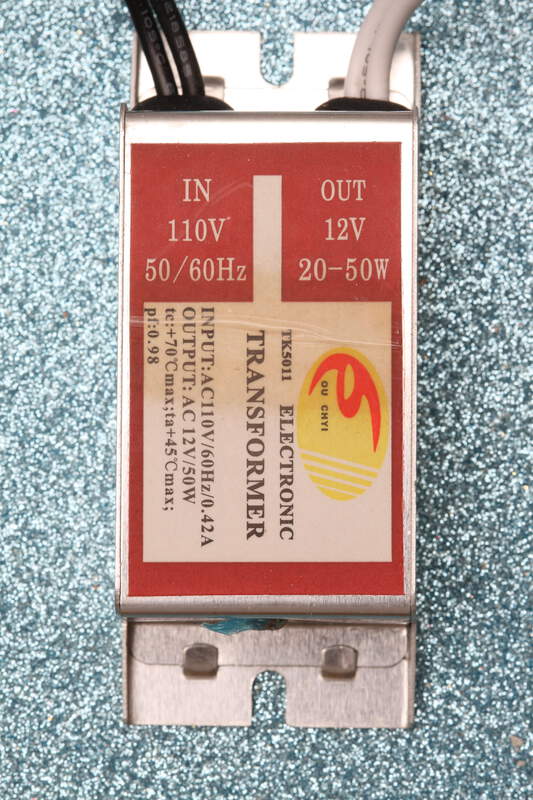 IN
110V
50/60Hz
OUT
12V
20-50W
OU CHYI
TK5011 ELECTRONIC
TRANSFORMER
INPUT:AC110V/60Hz/0.42A
OUTPUT: AC 12V/50W
tc:+70℃max;ta+45℃max;
pf:0.98